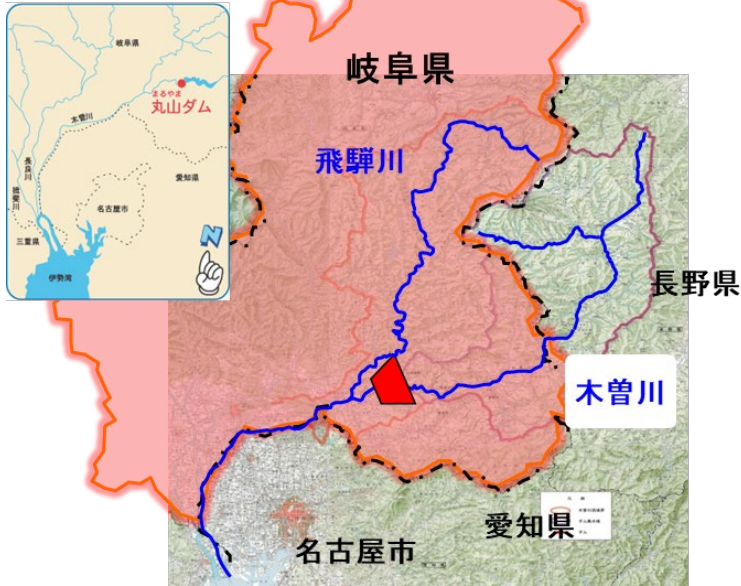 岐阜県
まるやま
丸山ダム
木曽川
長良川
揖斐川
愛知県
名古屋市
三重県
伊勢湾
N
岐阜県
飛騨川
長野県
木曽川
愛知県
名古屋市